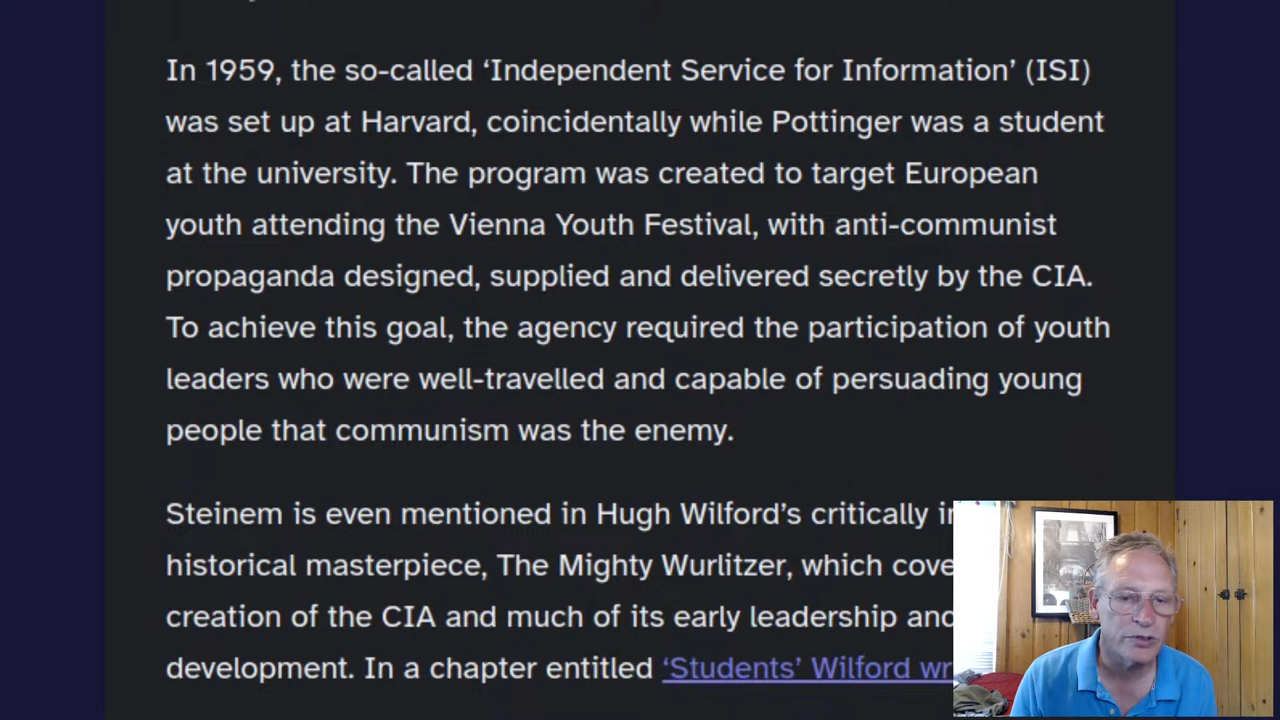 In 1959, the so-called ‘Independent Service for Information’ (ISI)
was set up at Harvard, coincidentally while Pottinger was a student
at the university. The program was created to target European
youth attending the Vienna Youth Festival, with anti-communist
propaganda designed, supplied and delivered secretly by the CIA.
To achieve this goal, the agency required the participation of youth
leaders who were well-travelled and capable of persuading young
people that communism was the enemy.
Steinem is even mentioned in Hugh Wilford’s critically
historical masterpiece, The Mighty Wurlitzer, which
creation of the CIA and much of its early leadership and
development. In a chapter entitled ‘Students’ Wilford